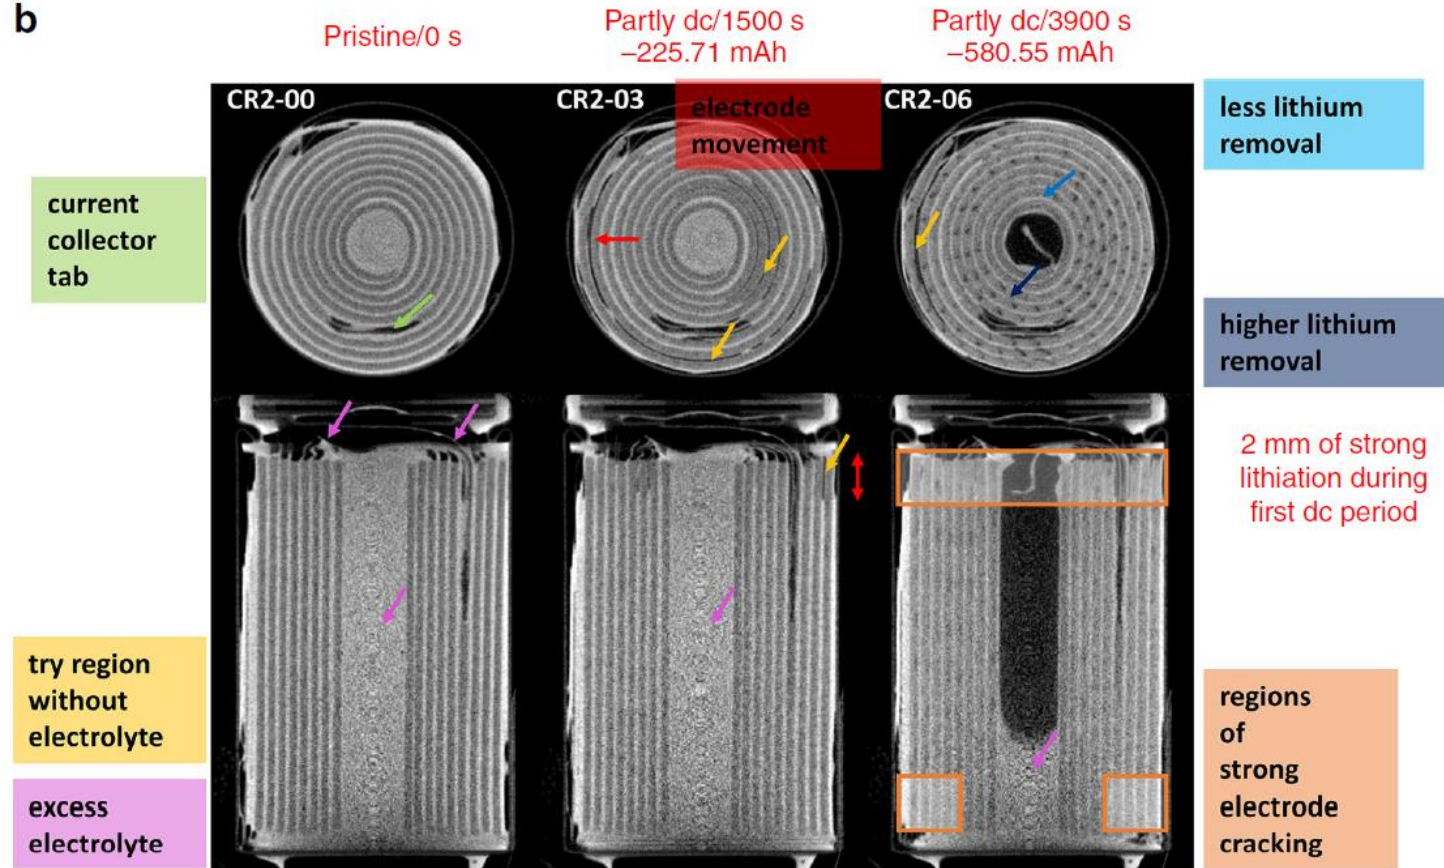 b
Pristine/0 s
Partly dc/1500 s
–225.71 mAh
Partly dc/3900 s
–580.55 mAh
CR2-00
CR2-03
CR2-06
electrode
movement
less lithium
removal
current
collector
tab
higher lithium
removal
2 mm of strong
lithiation during
first dc period
try region
without
electrolyte
excess
electrolyte
regions
of
strong
electrode
cracking